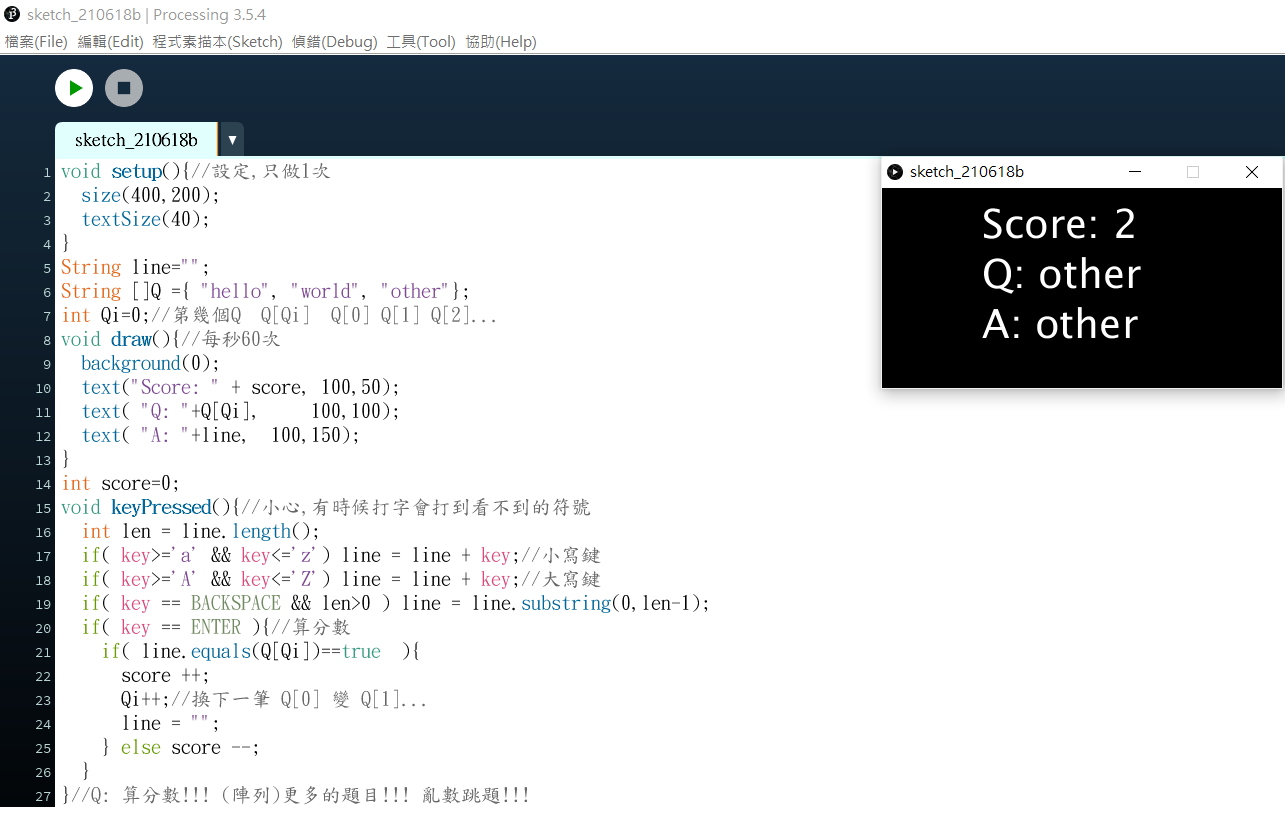 sketch_210618b | Processing 3.5.4
檔案(File) 編輯(Edit) 程式素描本(Sketch) 偵錯(Debug) 工具(Tool) 協助(Help)
sketch_210618b ▼
1 void setup(){//設定,只做1次
2   size(400,200);
3   textSize(40);
4 }
5 String line="";
6 String []Q ={ "hello", "world", "other"};
7 int Qi=0;//第幾個Q  Q[Qi]  Q[0] Q[1] Q[2]...
8 void draw(){//每秒60次
9   background(0);
10   text("Score: " + score, 100,50);
11   text( "Q: "+Q[Qi],     100,100);
12   text( "A: "+line,  100,150);
13 }
14 int score=0;
15 void keyPressed(){//小心,有時候打字會打到看不到的符號
16   int len = line.length();
17   if( key>='a' && key<='z') line = line + key;//小寫鍵
18   if( key>='A' && key<='Z') line = line + key;//大寫鍵
19   if( key == BACKSPACE && len>0 ) line = line.substring(0,len-1);
20   if( key == ENTER ){//算分數
21     if( line.equals(Q[Qi])==true  ){
22       score ++;
23       Qi++;//換下一筆 Q[0] 變 Q[1]...
24       line = "";
25     } else score --;
26   }
27 }//Q: 算分數!!! (陣列)更多的題目!!! 亂數跳題!!!
sketch_210618b
Score: 2
Q: other
A: other